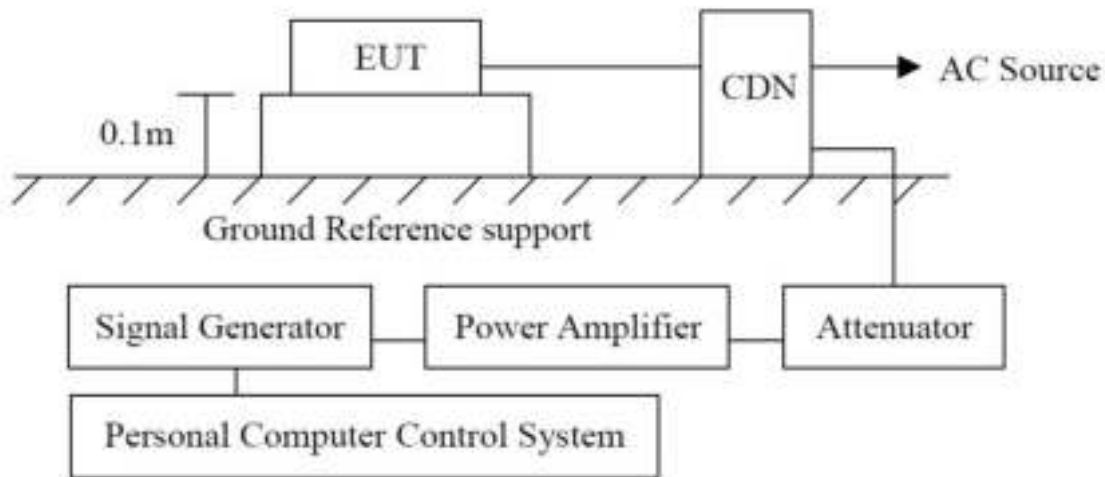 EUT
CDN
AC Source
0.1m
Ground Reference support
Signal Generator
Power Amplifier
Attenuator
Personal Computer Control System